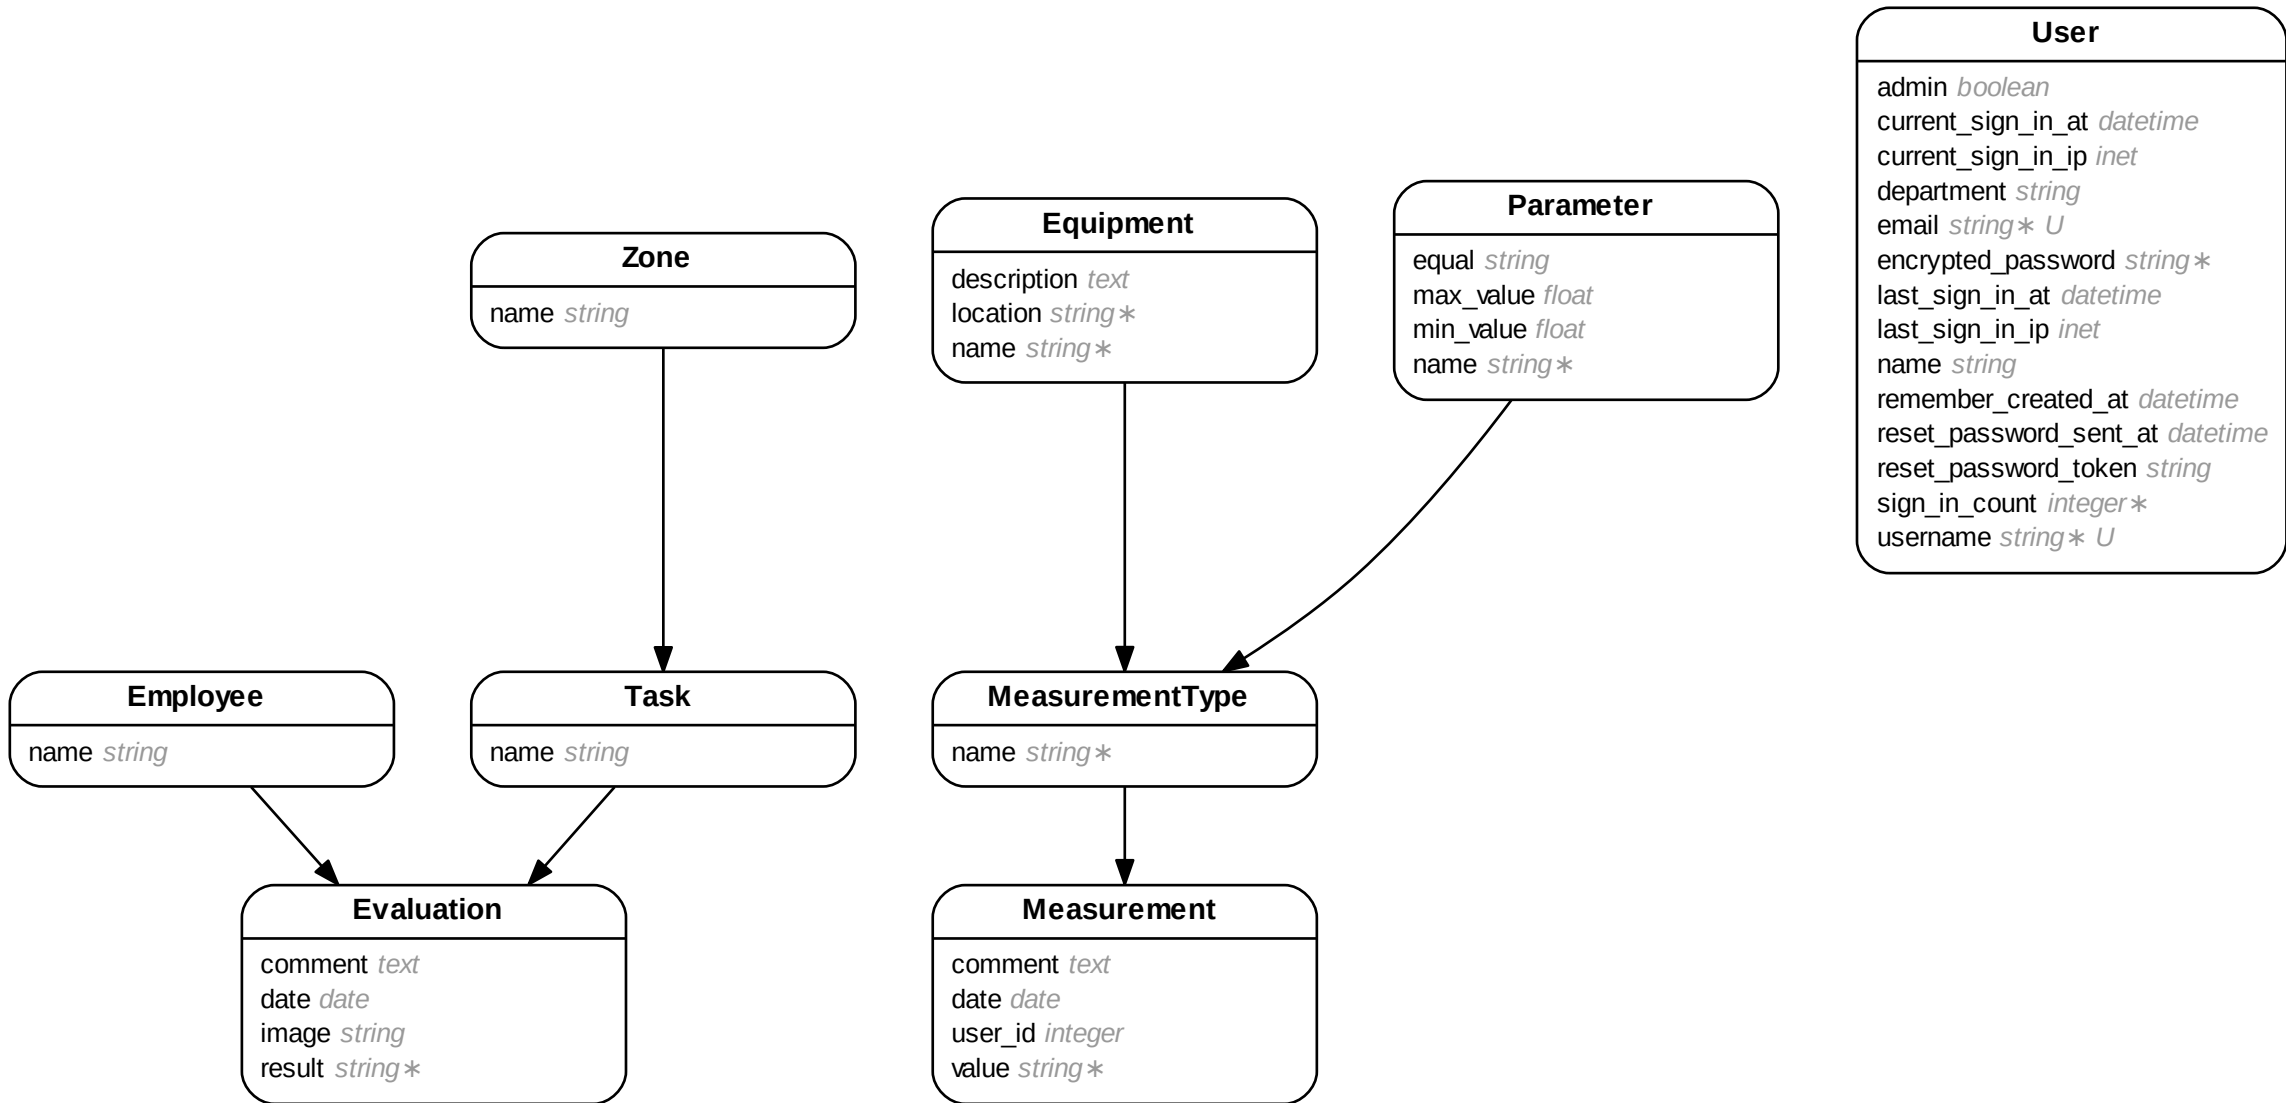 User
admin boolean
current_sign_in_at datetime
current_sign_in_ip inet
department string
email string∗ U
encrypted_password string∗
last_sign_in_at datetime
last_sign_in_ip inet
name string
remember_created_at datetime
reset_password_sent_at datetime
reset_password_token string
sign_in_count integer∗
username string∗ U
Parameter
equal string
max_value float
min_value float
name string∗
Equipment
description text
location string∗
name string∗
Zone
name string
Employee
name string
Task
name string
MeasurementType
name string∗
Evaluation
comment text
date date
image string
result string∗
Measurement
comment text
date date
user_id integer
value string∗